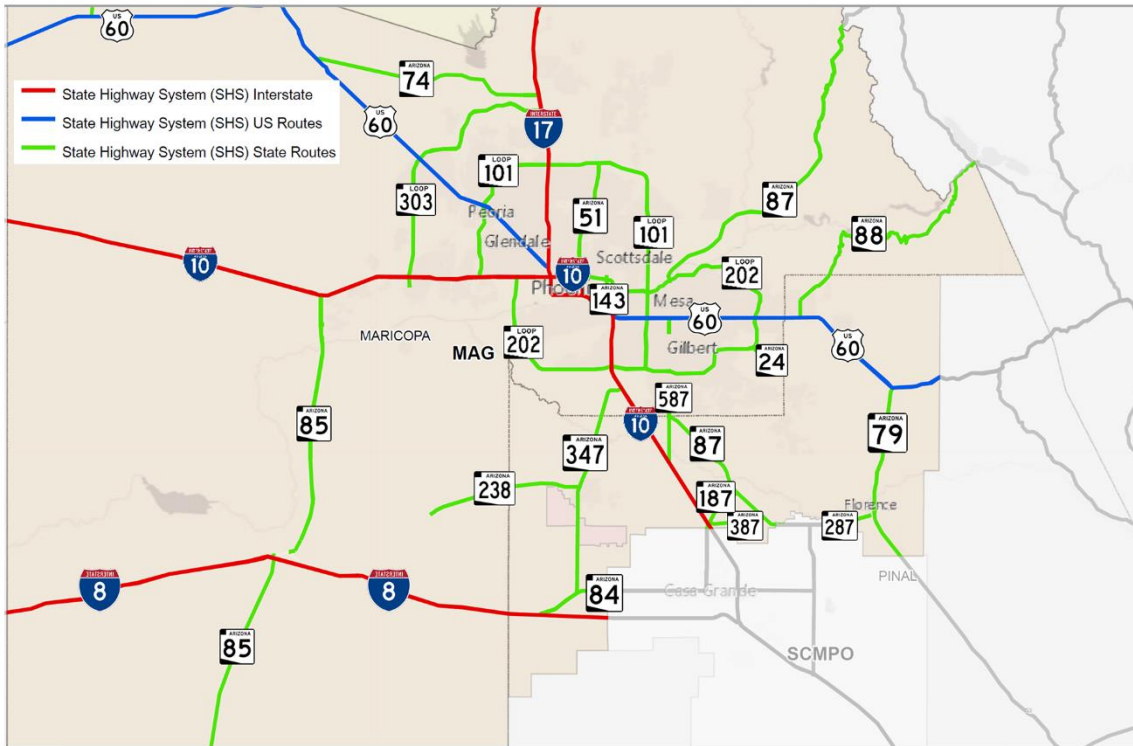 US
60
State Highway System (SHS) Interstate
State Highway System (SHS) US Routes
State Highway System (SHS) State Routes
ARIZONA
74
US
60
INTERSTATE
17
LOOP
101
LOOP
303
Peoria
ARIZONA
51
ARIZONA
87
Glendale
LOOP
101
Scottsdale
ARIZONA
88
10
10
LOOP
202
ARIZONA
143
Mesa
US
60
MARICOPA
MAG
LOOP
202
Gilbert
ARIZONA
24
US
60
ARIZONA
587
10
ARIZONA
85
ARIZONA
347
ARIZONA
87
ARIZONA
79
ARIZONA
238
ARIZONA
187
ARIZONA
387
ARIZONA
287
Florence
PINAL
8
8
ARIZONA
84
Casa Grande
ARIZONA
85
SCMPO